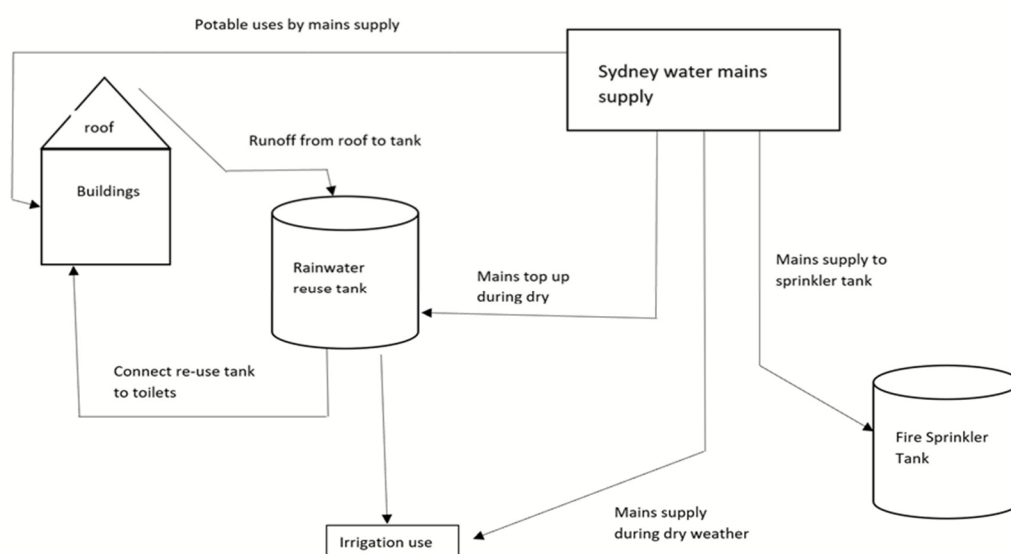 Potable uses by mains supply
Sydney water mains
supply
roof
Runoff from roof to tank
Buildings
Rainwater
reuse tank
Mains top up
during dry
Mains supply to
sprinkler tank
Connect re-use tank
to toilets
Fire Sprinkler
Tank
Mains supply
during dry weather
Irrigation use